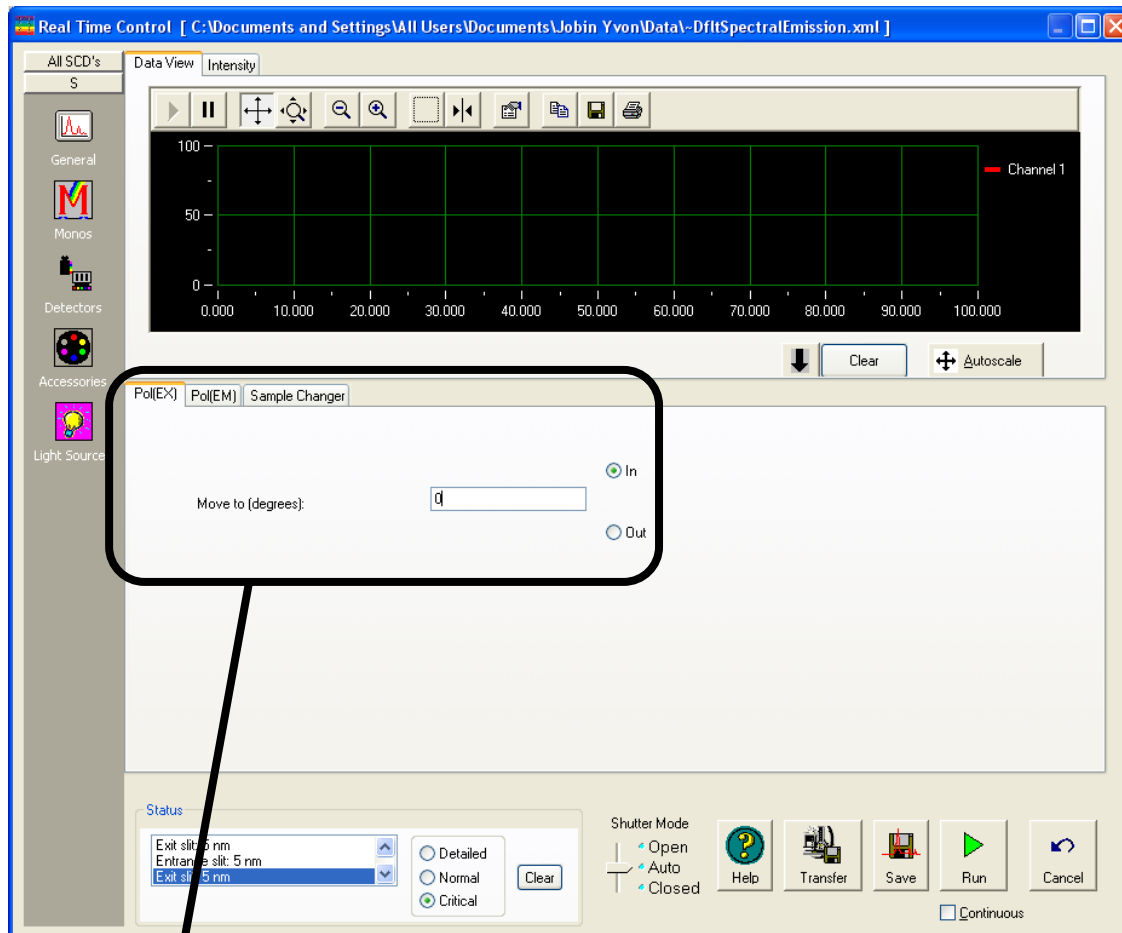 Real Time Control [ C:\Documents and Settings\All Users\Documents\Jobin Yvon\Data\~DfltSpectralEmission.xml ]
All SCD's
S
General
Monos
Detectors
Accessories
Light Source
Data View Intensity
100
50
0
0.000 10.000 20.000 30.000 40.000 50.000 60.000 70.000 80.000 90.000 100.000
Channel 1
Clear
Autoscale
Pol(EX) Pol(EM) Sample Changer
Move to (degrees):
0
In
Out
Status
Exit slit: 5 nm
Entrance slit: 5 nm
Exit slit: 5 nm
Detailed
Normal
Critical
Clear
Shutter Mode
Open
Auto
Closed
Help
Transfer
Save
Run
Cancel
Continuous